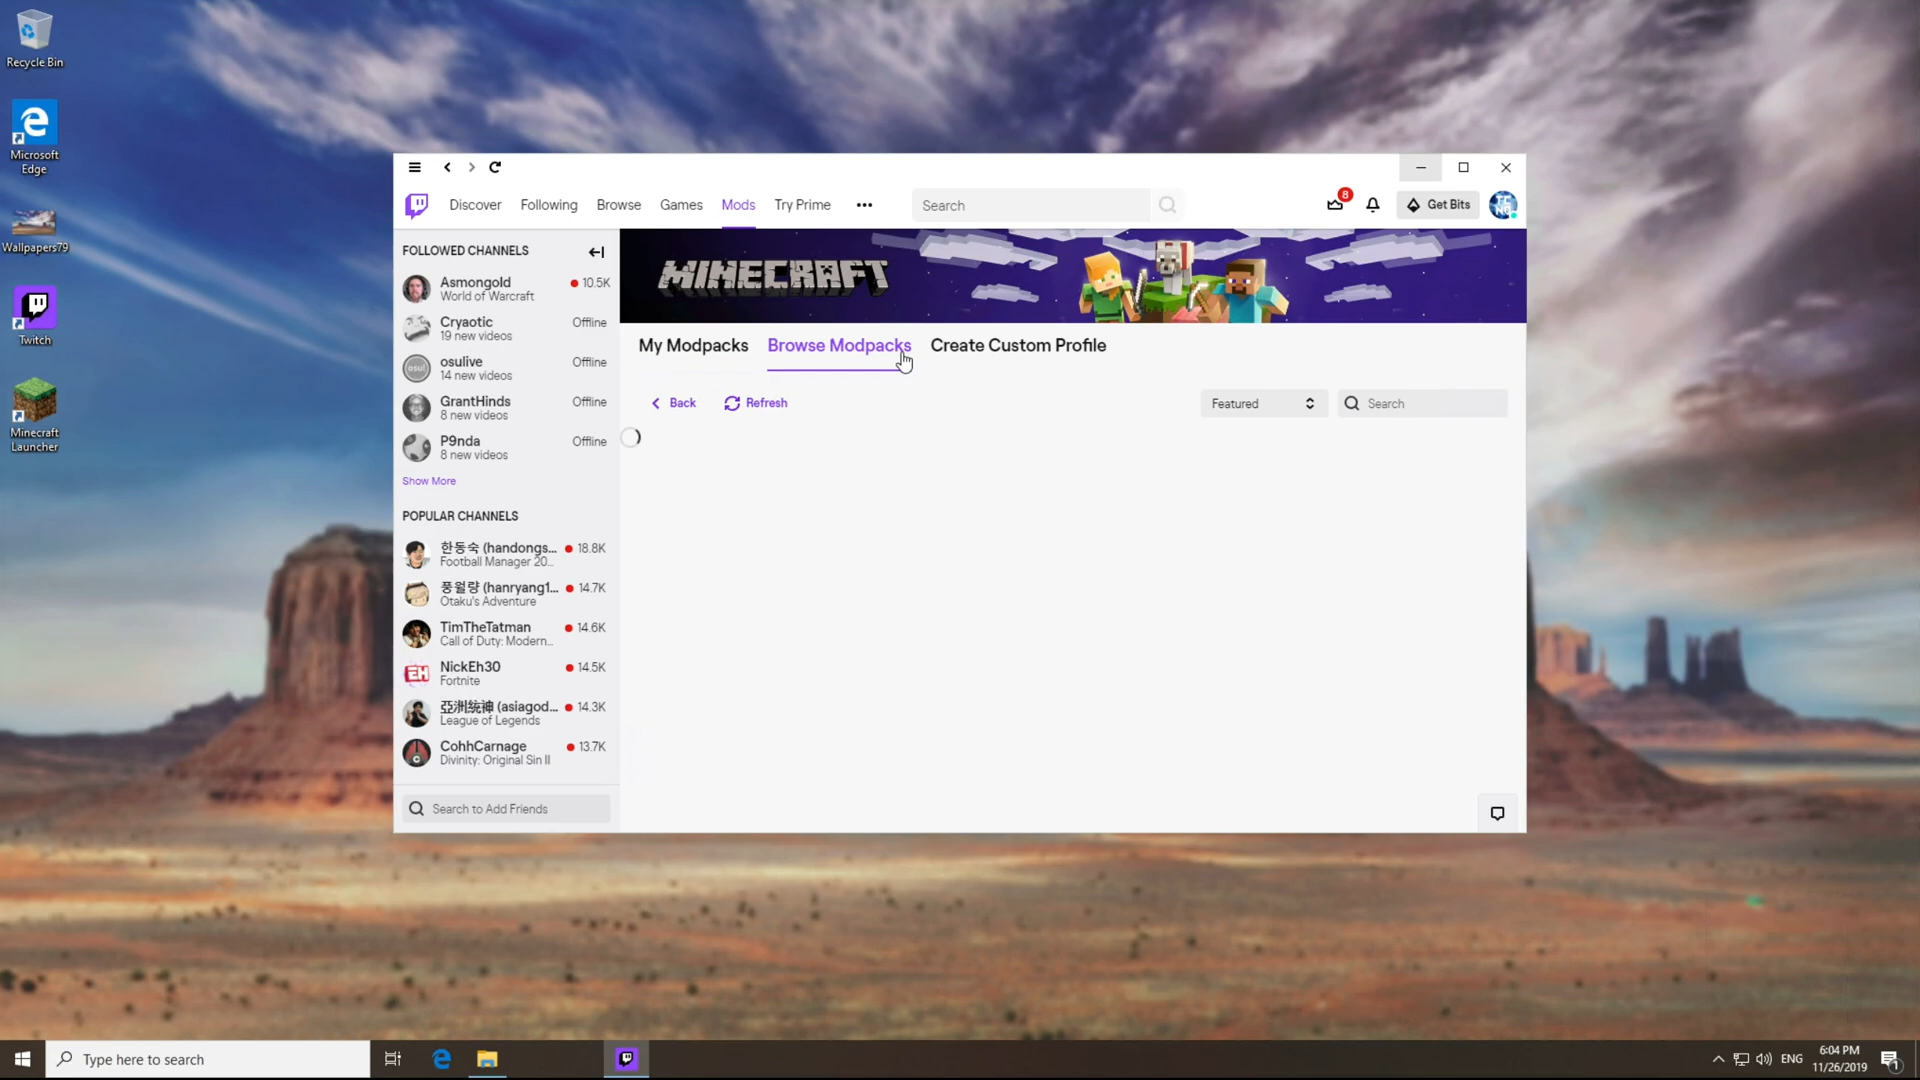 Recycle Bin
Microsoft
Edge
Wallpapers79
Twitch
Minecraft
Launcher
Discover
Following
Browse
Games
Mods
Try Prime
Search
8
Get Bits
FOLLOWED CHANNELS
Asmongold
10.5K
World of Warcraft
Cryaotic
Offline
19 new videos
osu!
osulive
Offline
14 new videos
GrantHinds
Offline
8 new videos
P9nda
Offline
8 new videos
Show More
POPULAR CHANNELS
한동숙 (handongs...
18.8K
Football Manager 20...
풍월량 (hanryang1...
14.7K
Otaku's Adventure
TimTheTatman
14.6K
Call of Duty: Modern...
EH
NickEh30
14.5K
Fortnite
亞洲統神 (asiagod...
14.3K
League of Legends
CohhCarnage
13.7K
Divinity: Original Sin II
Search to Add Friends
MINECRAFT
My Modpacks
Browse Modpacks
Create Custom Profile
Back
Refresh
Featured
Search
Type here to search
ENG
6:04 PM
11/26/2019
1